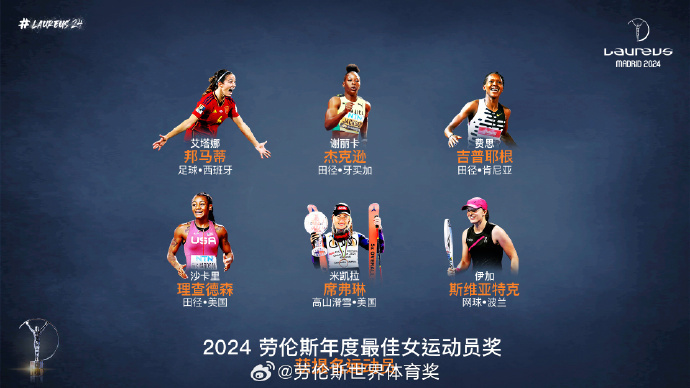 #LAUREUS 24
LAUREUS
MADRID 2024
艾塔娜
邦马蒂
足球•西班牙
谢丽卡
杰克逊
田径•牙买加
费思
吉普耶根
田径•肯尼亚
沙卡里
理查德森
田径•美国
米凯拉
席弗琳
高山滑雪•美国
伊加
斯维亚特克
网球•波兰
USA
2024 劳伦斯年度最佳女运动员奖
获提名运动员
@劳伦斯世界体育奖